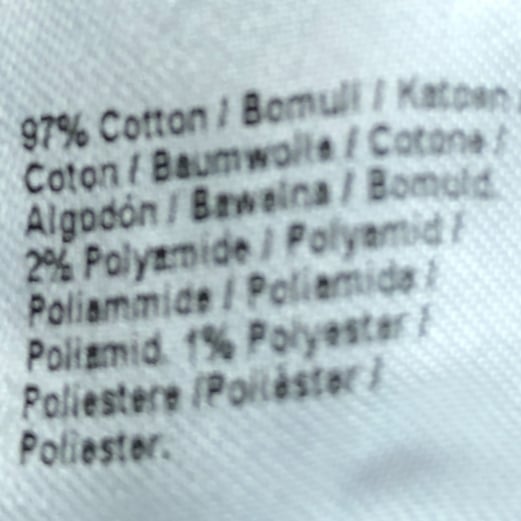 97% Cotton / Bomull / Katoen /
Coton / Baumwolle / Cotone /
Algodón / Bawełna / Bomuld.
2% Polyamide / Polyamid /
Poliammide / Poliamida /
Poliamid. 1% Polyester /
Poliestere /Poliéster /
Poliester.